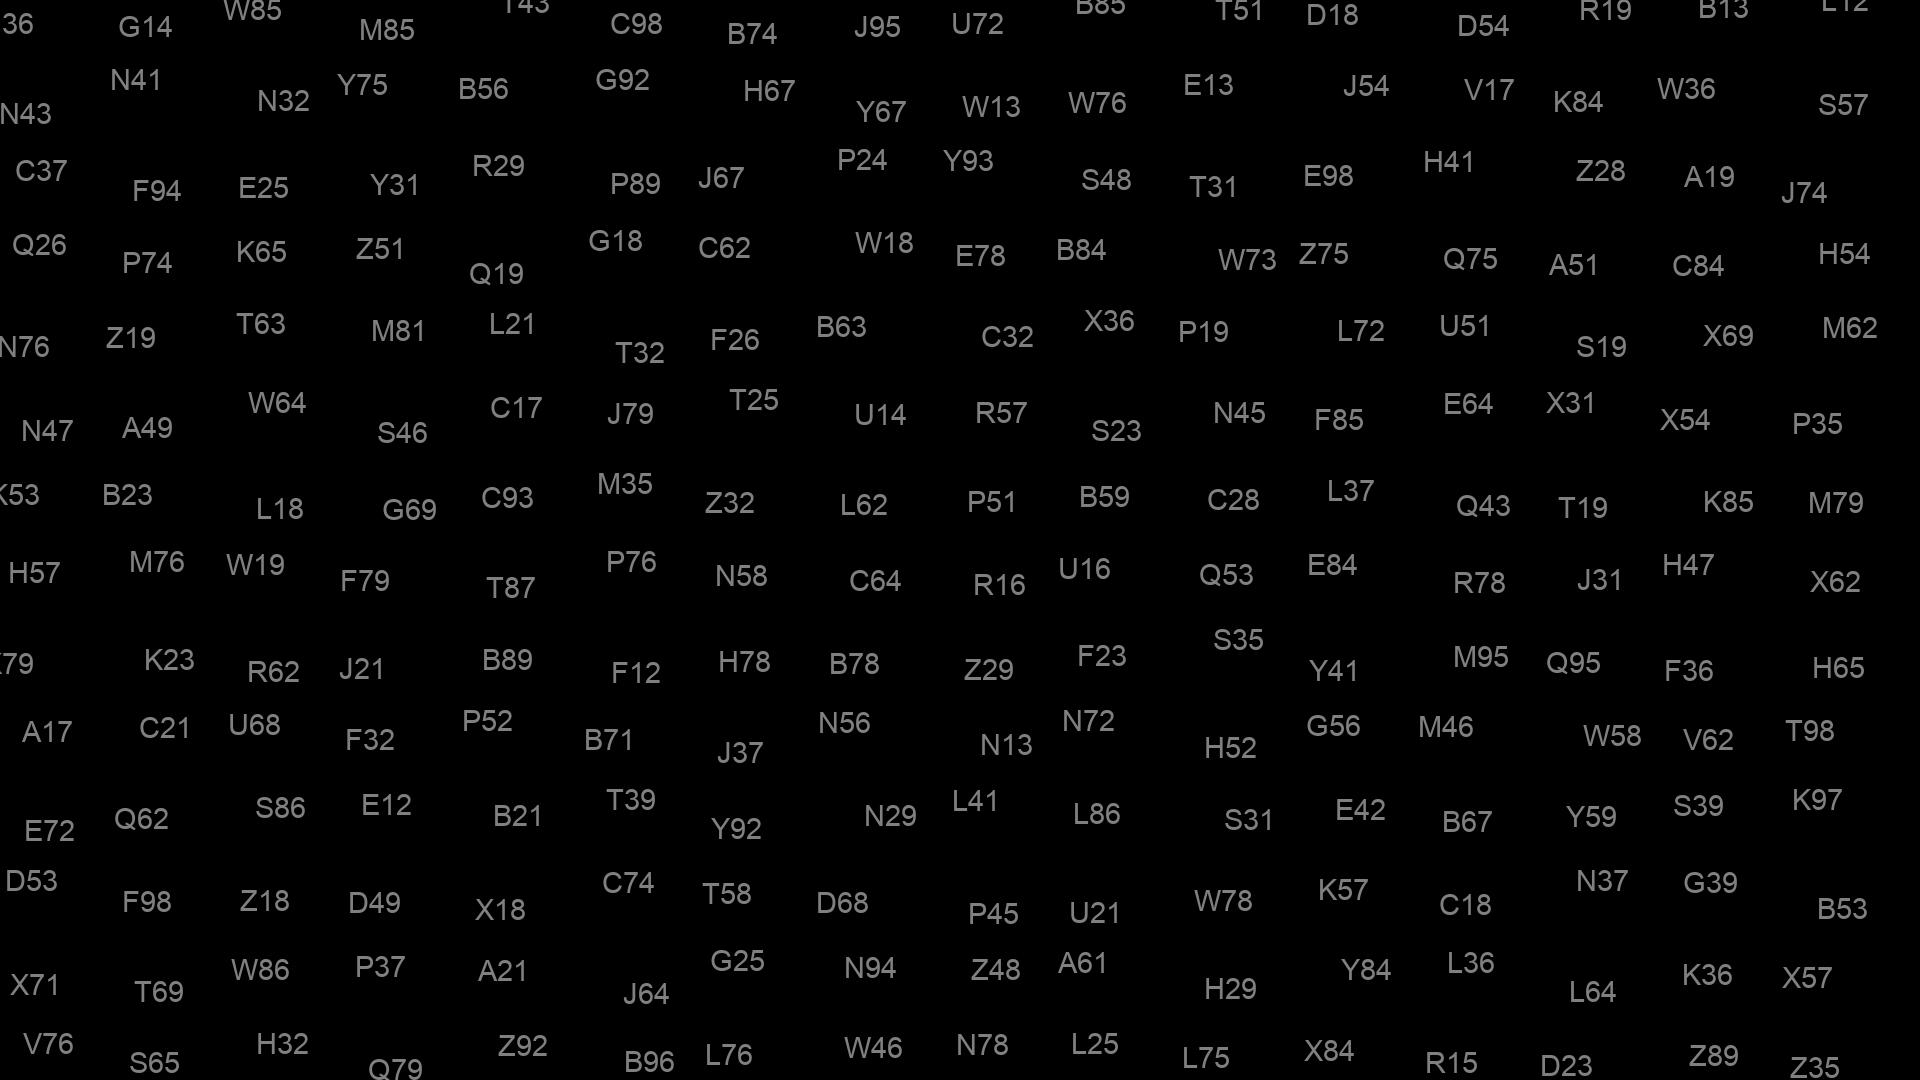 36 G14 W85 M85 T43 C98 B74 J95 U72 B85 T51 D18 D54 R19 B13 L12
N43 N41 N32 Y75 B56 G92 H67 Y67 W13 W76 E13 J54 V17 K84 W36 S57
C37 F94 E25 Y31 R29 P89 J67 P24 Y93 S48 T31 E98 H41 Z28 A19 J74
Q26 P74 K65 Z51 Q19 G18 C62 W18 E78 B84 W73 Z75 Q75 A51 C84 H54
N76 Z19 T63 M81 L21 T32 F26 B63 C32 X36 P19 L72 U51 S19 X69 M62
N47 A49 W64 S46 C17 J79 T25 U14 R57 S23 N45 F85 E64 X31 X54 P35
K53 B23 L18 G69 C93 M35 Z32 L62 P51 B59 C28 L37 Q43 T19 K85 M79
H57 M76 W19 F79 T87 P76 N58 C64 R16 U16 Q53 E84 R78 J31 H47 X62
79 K23 R62 J21 B89 F12 H78 B78 Z29 F23 S35 Y41 M95 Q95 F36 H65
A17 C21 U68 F32 P52 B71 J37 N56 N13 N72 H52 G56 M46 W58 V62 T98
E72 Q62 S86 E12 B21 T39 Y92 N29 L41 L86 S31 E42 B67 Y59 S39 K97
D53 F98 Z18 D49 X18 C74 T58 D68 P45 U21 W78 K57 C18 N37 G39 B53
X71 T69 W86 P37 A21 J64 G25 N94 Z48 A61 H29 Y84 L36 L64 K36 X57
V76 S65 H32 Q79 Z92 B96 L76 W46 N78 L25 L75 X84 R15 D23 Z89 Z35